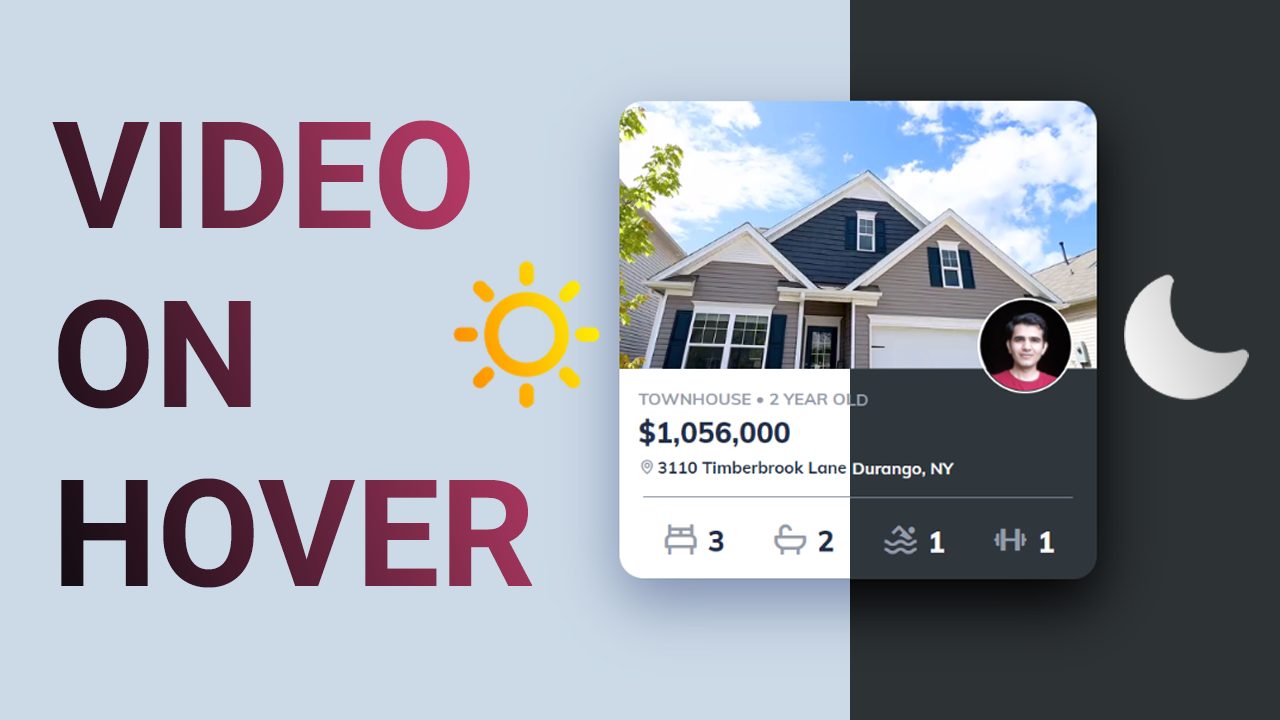 VIDEO
ON
HOVER
TOWNHOUSE • 2 YEAR OLD
$1,056,000
3110 Timberbrook Lane Durango, NY
3 2 1 1